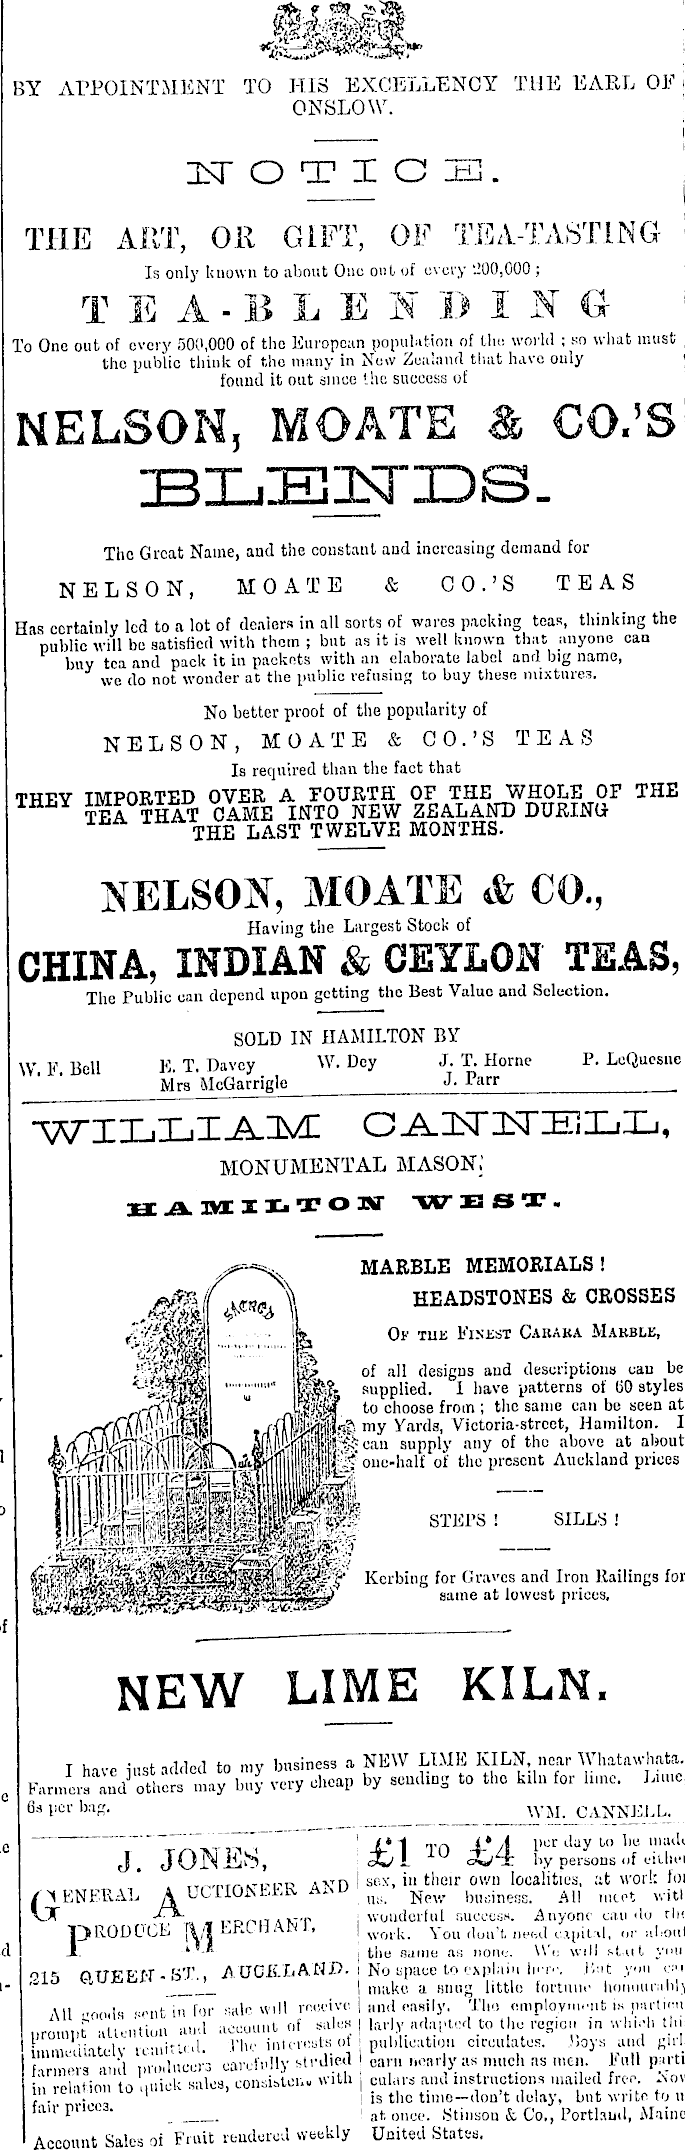 BY APPOINTMENT TO HIS EXCELLENCY THE EARL OF
ONSLOW.
NOTICE.
THE ART, OR GIFT, OF TEA-TASTING
Is only known to about One out of every 200,000 ;
TEA-BLENDING
To One out of every 500,000 of the European population of the world ; so what must
the public think of the many in New Zealand that have only
found it out since the success of
NELSON, MOATE & CO.'S
BLENDS.
The Great Name, and the constant and increasing demand for
NELSON, MOATE & CO.'S TEAS
Has certainly led to a lot of dealers in all sorts of wares packing teas, thinking the
public will be satisfied with them ; but as it is well known that anyone can
buy tea and pack it in packets with an elaborate label and big name,
we do not wonder at the public refusing to buy these mixtures.
No better proof of the popularity of
NELSON, MOATE & CO.'S TEAS
Is required than the fact that
THEY IMPORTED OVER A FOURTH OF THE WHOLE OF THE
TEA THAT CAME INTO NEW ZEALAND DURING
THE LAST TWELVE MONTHS.
NELSON, MOATE & CO.,
Having the Largest Stock of
CHINA, INDIAN & CEYLON TEAS,
The Public can depend upon getting the Best Value and Selection.
SOLD IN HAMILTON BY
W. F. Bell E. T. Davey W. Dey J. T. Horne P. LeQuesne
Mrs McGarrigle J. Parr
WILLIAM CANNELL,
MONUMENTAL MASON,
HAMILTON WEST.
SACRED
MARBLE MEMORIALS !
HEADSTONES & CROSSES
OF THE FINEST CARARA MARBLE,
of all designs and descriptions can be
supplied. I have patterns of 60 styles
to choose from ; the same can be seen at
my Yards, Victoria-street, Hamilton. I
can supply any of the above at about
one-half of the present Auckland prices
STEPS ! SILLS !
Kerbing for Graves and Iron Railings for
same at lowest prices.
NEW LIME KILN.
I have just added to my business a NEW LIME KILN, near Whatawhata.
Farmers and others may buy very cheap by sending to the kiln for lime. Lime
6s per bag.
WM. CANNELL.
J. JONES,
GENERAL AUCTIONEER AND
PRODUCE MERCHANT,
215 QUEEN-ST., AUCKLAND.
All goods sent in for sale will receive
prompt attention and account of sales
immediately remitted. The interests of
farmers and producers carefully studied
in relation to quick sales, consistent with
fair prices.
Account Sales of Fruit rendered weekly
£1 TO £4 per day to be made
by persons of either
sex, in their own localities, at work for
us. New business. All meet with
wonderful success. Anyone can do the
work. You don't need capital, or about
the same as none. We will start you
No space to explain here. But you can
make a snug little fortune honourably
and easily. The employment is particu
larly adapted to the region in which thi
publication circulates. Boys and girl
earn nearly as much as men. Full parti
culars and instructions mailed free. Now
is the time—don't delay, but write to u
at once. Stinson & Co., Portland, Maine
United States.